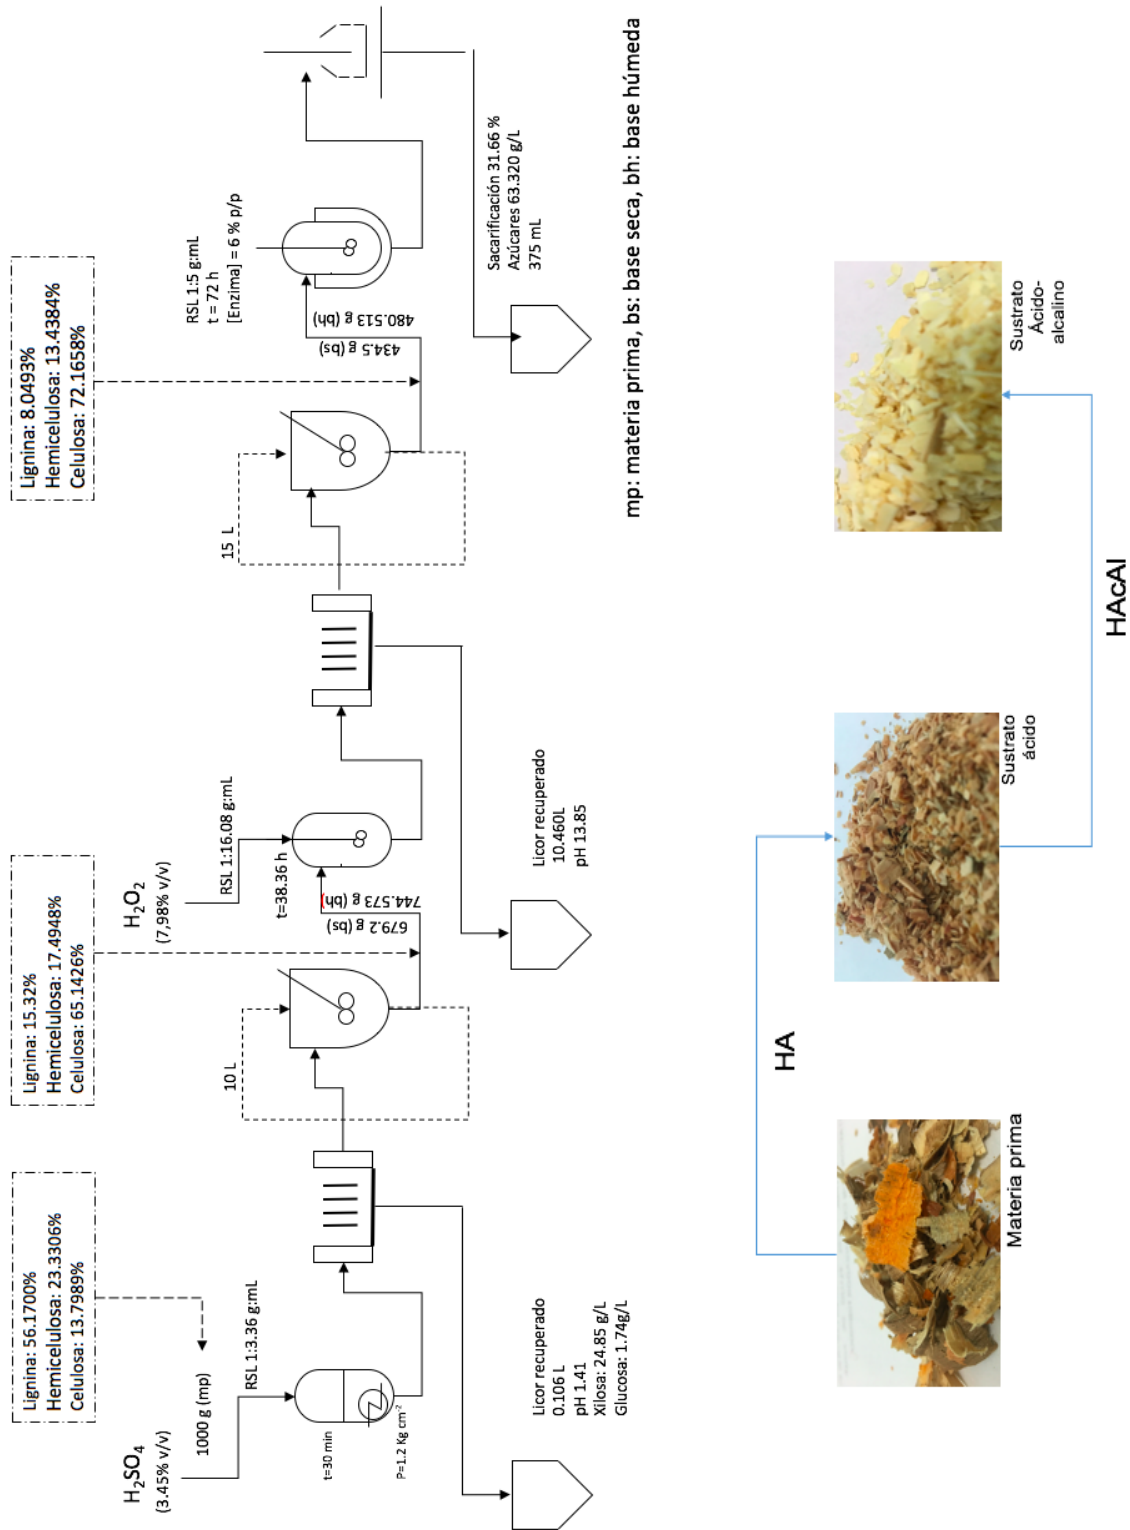 Lignina: 56.1700%
Hemicelulosa: 23.3306%
Celulosa: 13.7989%
Lignina: 15.32%
Hemicelulosa: 17.4948%
Celulosa: 65.1426%
Lignina: 8.0493%
Hemicelulosa: 13.4384%
Celulosa: 72.1658%
H2SO4
(3.45% v/v)
1000 g (mp)
RSL 1:3.36 g:mL
t=30 min
P=1.2 Kg cm-2
10 L
H2O2
(7,98% v/v)
RSL 1:16.08 g:mL
t=38.36 h
679.2 g (bs)
744.573 g (bh)
15 L
434.5 g (bs)
480.513 g (bh)
RSL 1:5 g:mL
t = 72 h
[Enzima] = 6 % p/p
Licor recuperado
0.106 L
pH 1.41
Xilosa: 24.85 g/L
Glucosa: 1.74g/L
Licor recuperado
10.460L
pH 13.85
Sacarificación 31.66 %
Azúcares 63.320 g/L
375 mL
mp: materia prima, bs: base seca, bh: base húmeda
HA
Materia prima
Sustrato
ácido
Sustrato
Ácido-
alcalino
HAcAl